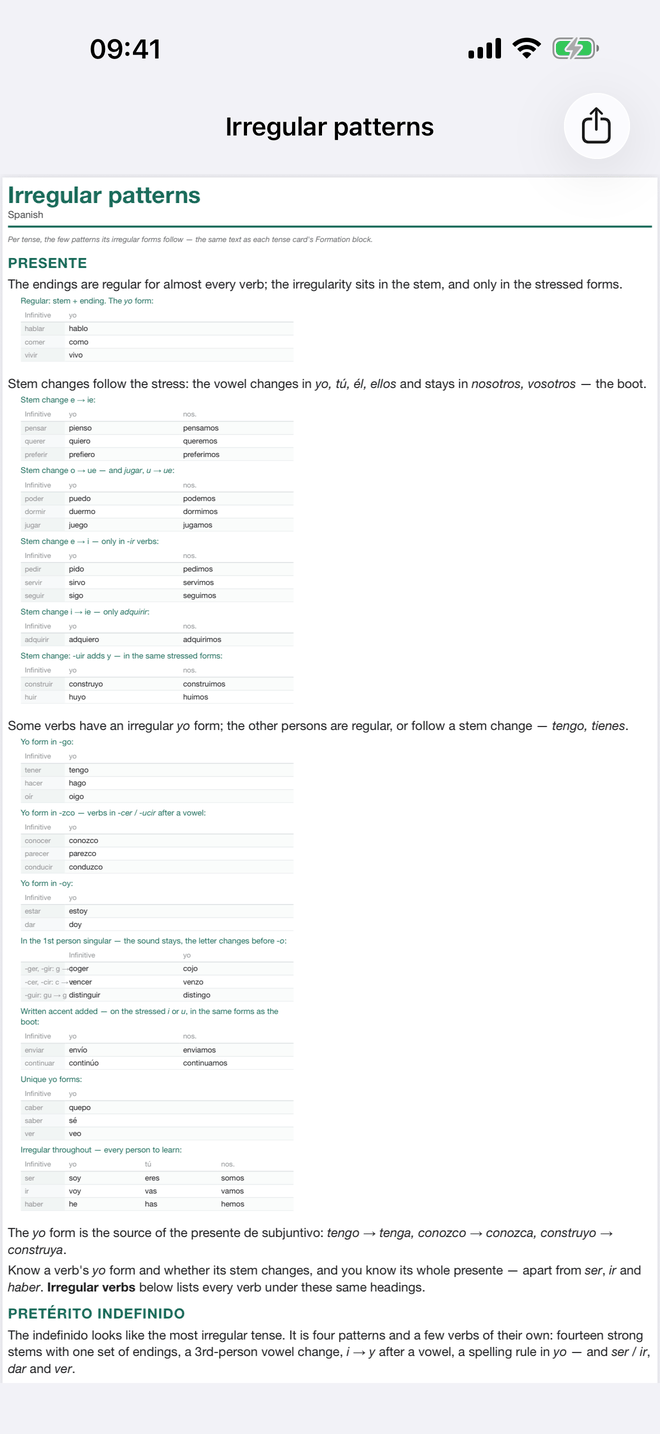 09:41
Irregular patterns
Irregular patterns
Spanish
Per tense, the few patterns its irregular forms follow — the same text as each tense card's Formation block.
PRESENTE
The endings are regular for almost every verb; the irregularity sits in the stem, and only in the stressed forms.
Regular: stem + ending. The yo form:
Infinitive yo
hablar hablo
comer como
vivir vivo
Stem changes follow the stress: the vowel changes in yo, tú, él, ellos and stays in nosotros, vosotros — the boot.
Stem change e → ie:
Infinitive yo nos.
pensar pienso pensamos
querer quiero queremos
preferir prefiero preferimos
Stem change o → ue — and jugar, u → ue:
Infinitive yo nos.
poder puedo podemos
dormir duermo dormimos
jugar juego jugamos
Stem change e → i — only in -ir verbs:
Infinitive yo nos.
pedir pido pedimos
servir sirvo servimos
seguir sigo seguimos
Stem change i → ie — only adquirir:
Infinitive yo nos.
adquirir adquiero adquirimos
Stem change: -uir adds y — in the same stressed forms:
Infinitive yo nos.
construir construyo construimos
huir huyo huimos
Some verbs have an irregular yo form; the other persons are regular, or follow a stem change — tengo, tienes.
Yo form in -go:
Infinitive yo
tener tengo
hacer hago
oír oigo
Yo form in -zco — verbs in -cer / -ucir after a vowel:
Infinitive yo
conocer conozco
parecer parezco
conducir conduzco
Yo form in -oy:
Infinitive yo
estar estoy
dar doy
In the 1st person singular — the sound stays, the letter changes before -o:
Infinitive yo
-ger, -gir: g → coger cojo
-cer, -cir: c → vencer venzo
-guir: gu → g distinguir distingo
Written accent added — on the stressed i or u, in the same forms as the
boot:
Infinitive yo nos.
enviar envío enviamos
continuar continúo continuamos
Unique yo forms:
Infinitive yo
caber quepo
saber sé
ver veo
Irregular throughout — every person to learn:
Infinitive yo tú nos.
ser soy eres somos
ir voy vas vamos
haber he has hemos
The yo form is the source of the presente de subjuntivo: tengo → tenga, conozco → conozca, construyo →
construya.
Know a verb's yo form and whether its stem changes, and you know its whole presente — apart from ser, ir and
haber. Irregular verbs below lists every verb under these same headings.
PRETÉRITO INDEFINIDO
The indefinido looks like the most irregular tense. It is four patterns and a few verbs of their own: fourteen strong
stems with one set of endings, a 3rd-person vowel change, i → y after a vowel, a spelling rule in yo — and ser / ir,
dar and ver.